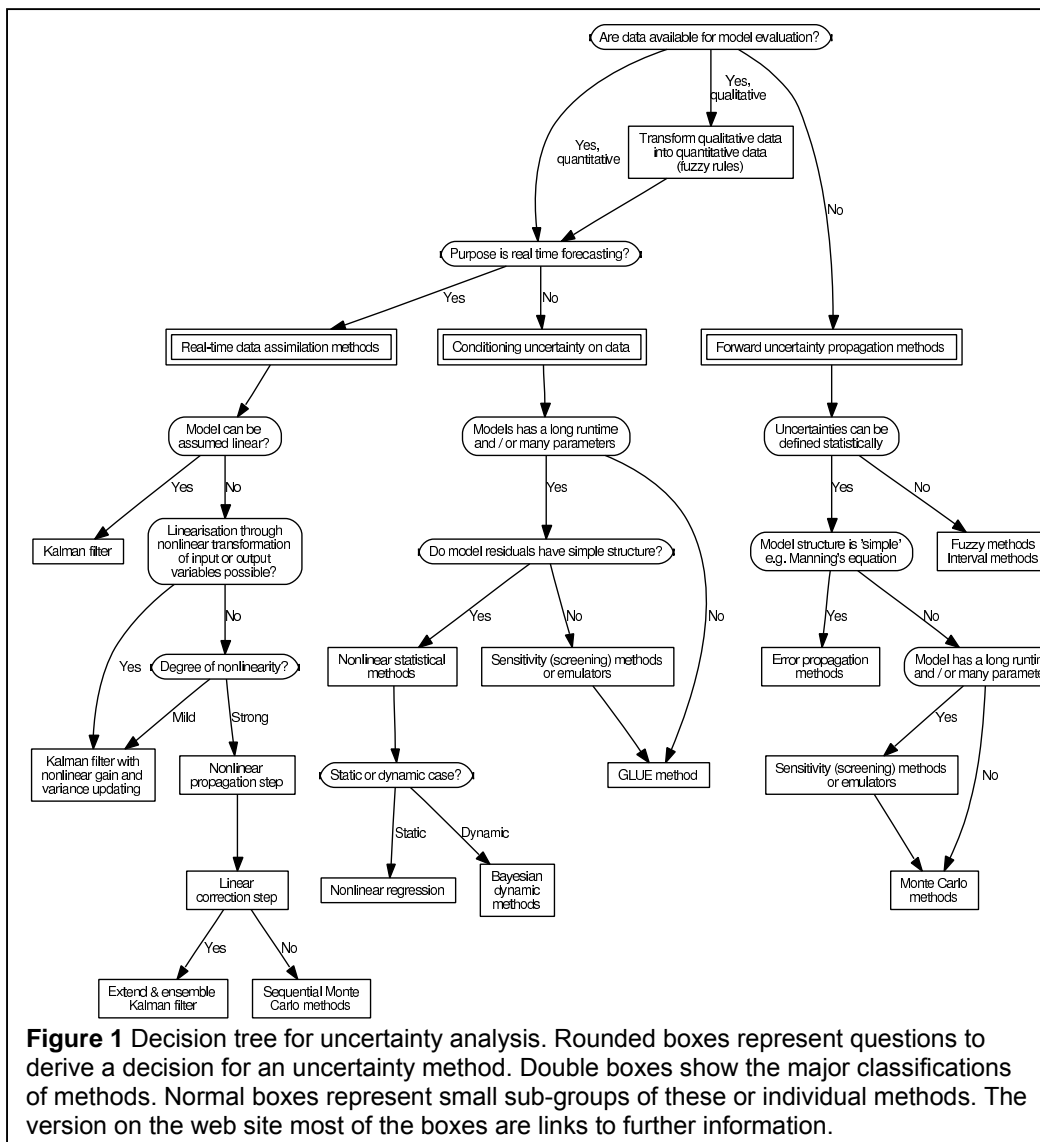 Are data available for model evaluation?
Yes,
qualitative
Yes,
quantitative
Transform qualitative data
into quantitative data
(fuzzy rules)
No
Purpose is real time forecasting?
Yes
No
Real-time data assimilation methods
Conditioning uncertainty on data
Forward uncertainty propagation methods
Model can be
assumed linear?
Models has a long runtime
and / or many parameters
Uncertainties can be
defined statistically
Yes
No
Yes
Yes
No
Kalman filter
Linearisation through
nonlinear transformation
of input or output
variables possible?
Do model residuals have simple structure?
Model structure is 'simple'
e.g. Manning's equation
Fuzzy methods
Interval methods
No
Yes
No
No
Yes
No
Yes
Degree of nonlinearity?
Nonlinear statistical
methods
Sensitivity (screening) methods
or emulators
Error propagation
methods
Model has a long runtime
and / or many paramete
Mild
Strong
Yes
No
Kalman filter with
nonlinear gain and
variance updating
Nonlinear
propagation step
Static or dynamic case?
GLUE method
Sensitivity (screening) methods
or emulators
Static
Dynamic
Linear
correction step
Nonlinear regression
Bayesian
dynamic
methods
Monte Carlo
methods
Yes
No
Extend & ensemble
Kalman filter
Sequential Monte
Carlo methods
Figure 1 Decision tree for uncertainty analysis. Rounded boxes represent questions to
derive a decision for an uncertainty method. Double boxes show the major classifications
of methods. Normal boxes represent small sub-groups of these or individual methods. The
version on the web site most of the boxes are links to further information.